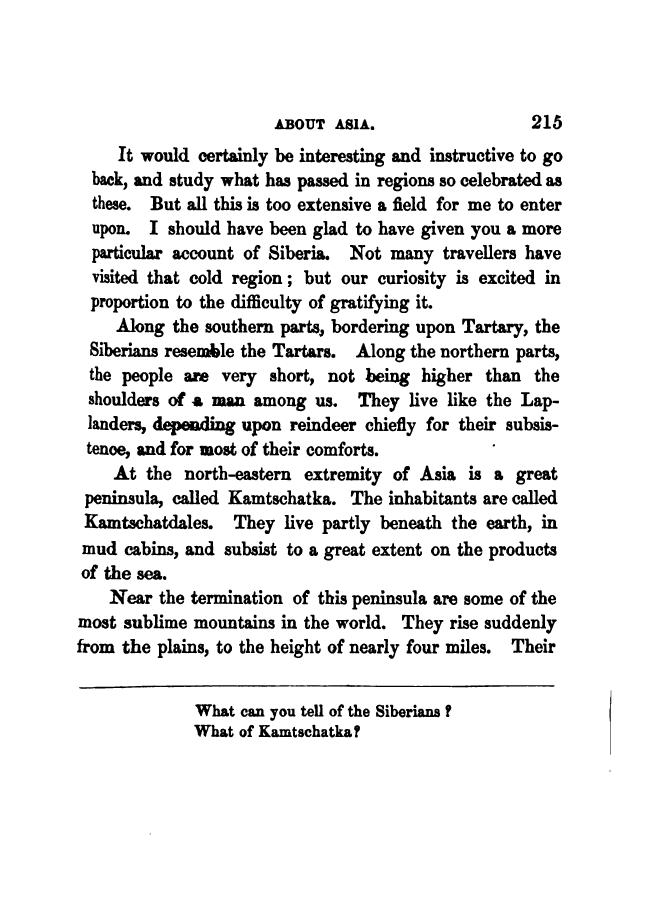 ABOUT ASIA. 215
It would certainly be interesting and instructive to go
back, and study what has passed in regions so celebrated as
these. But all this is too extensive a field for me to enter
upon. I should have been glad to have given you a more
particular account of Siberia. Not many travellers have
visited that cold region; but our curiosity is excited in
proportion to the difficulty of gratifying it.
Along the southern parts, bordering upon Tartary, the
Siberians resemble the Tartars. Along the northern parts,
the people are very short, not being higher than the
shoulders of a man among us. They live like the Lap-
landers, depending upon reindeer chiefly for their subsis-
tence, and for most of their comforts.
At the north-eastern extremity of Asia is a great
peninsula, called Kamtschatka. The inhabitants are called
Kamtschatdales. They live partly beneath the earth, in
mud cabins, and subsist to a great extent on the products
of the sea.
Near the termination of this peninsula are some of the
most sublime mountains in the world. They rise suddenly
from the plains, to the height of nearly four miles. Their
What can you tell of the Siberians?
What of Kamtschatka?